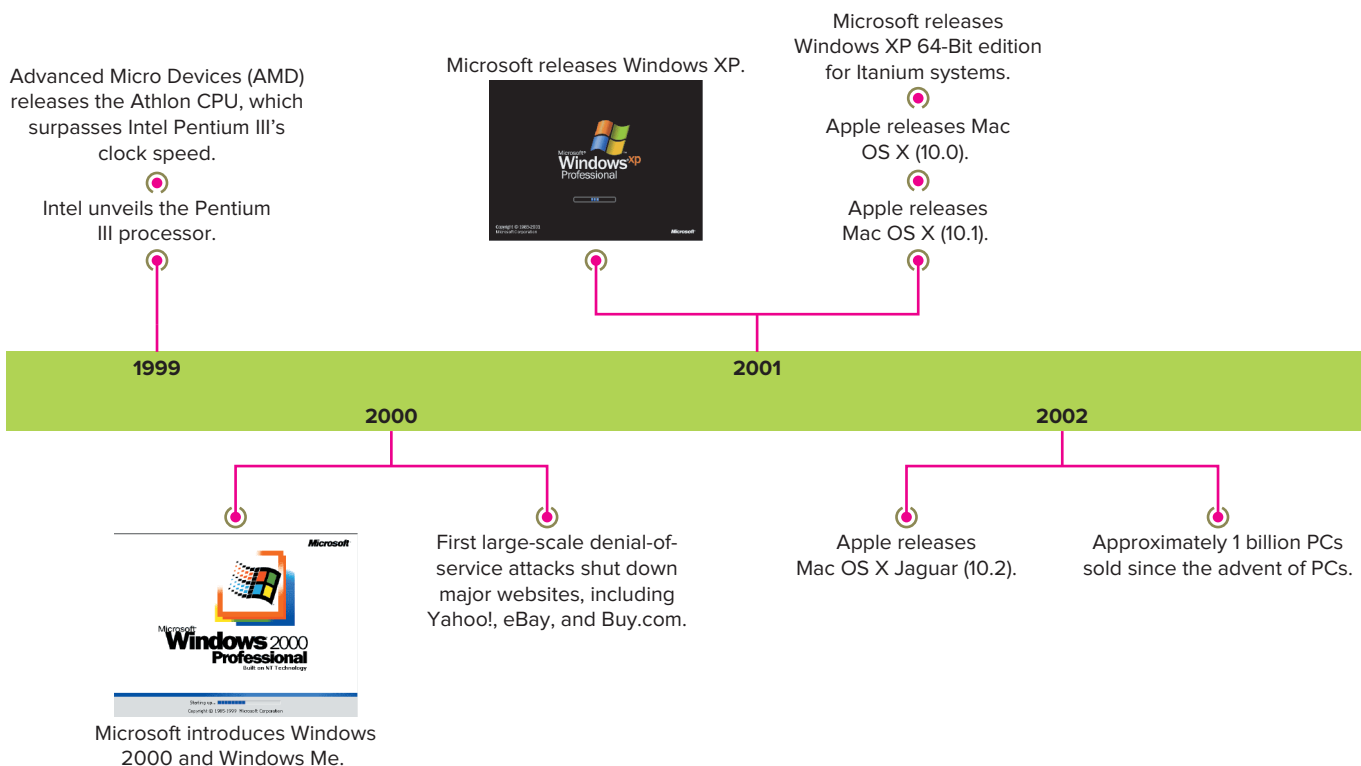 Advanced Micro Devices (AMD)
releases the Athlon CPU, which
surpasses Intel Pentium III’s
clock speed.
Intel unveils the Pentium
III processor.
Microsoft releases Windows XP.
Microsoft®
Windows xp
Professional
Copyright © 1985-2001
Microsoft Corporation
Microsoft
Microsoft releases
Windows XP 64-Bit edition
for Itanium systems.
Apple releases Mac
OS X (10.0).
Apple releases
Mac OS X (10.1).
1999
2001
2000
2002
Microsoft
Microsoft
Windows 2000
Professional
Built on NT Technology
Starting up...
Copyright © 1985-1999 Microsoft Corporation
Microsoft introduces Windows
2000 and Windows Me.
First large-scale denial-of-
service attacks shut down
major websites, including
Yahoo!, eBay, and Buy.com.
Apple releases
Mac OS X Jaguar (10.2).
Approximately 1 billion PCs
sold since the advent of PCs.